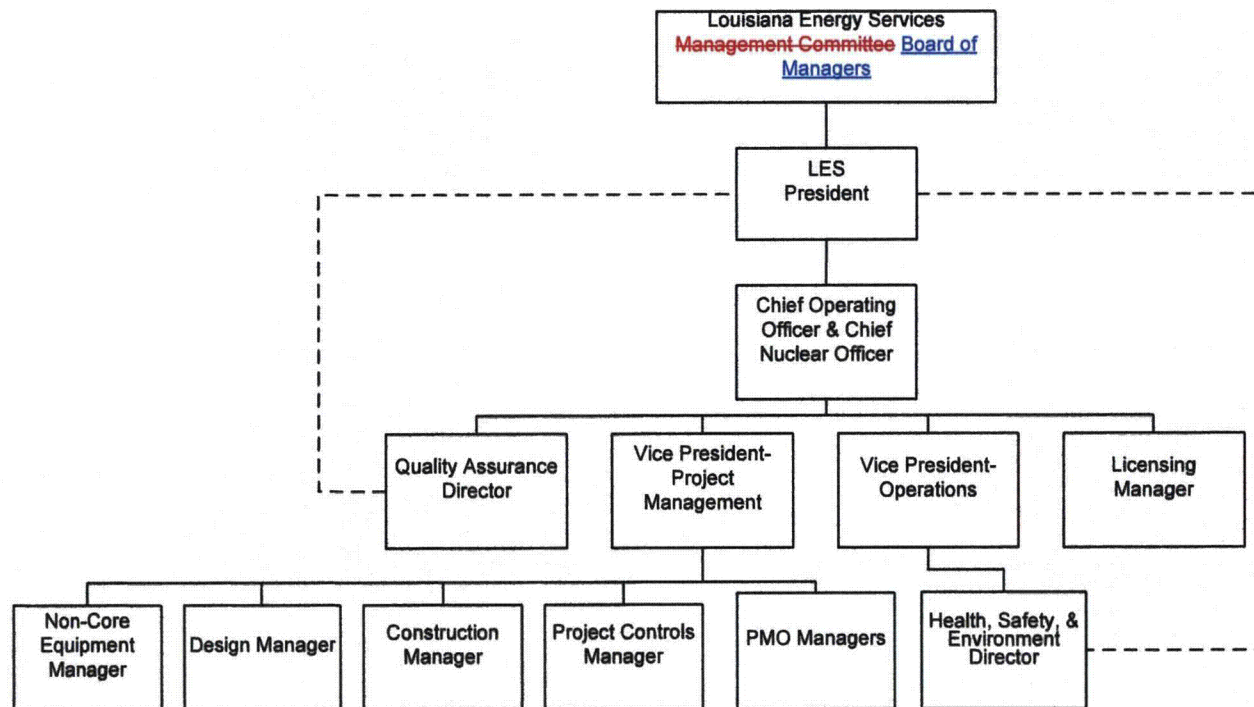 Louisiana Energy Services
Management Committee Board of
Managers
LES
President
Chief Operating
Officer & Chief
Nuclear Officer
Quality Assurance
Director
Vice President-
Project
Management
Vice President-
Operations
Licensing
Manager
Non-Core
Equipment
Manager
Design Manager
Construction
Manager
Project Controls
Manager
PMO Managers
Health, Safety, &
Environment
Director